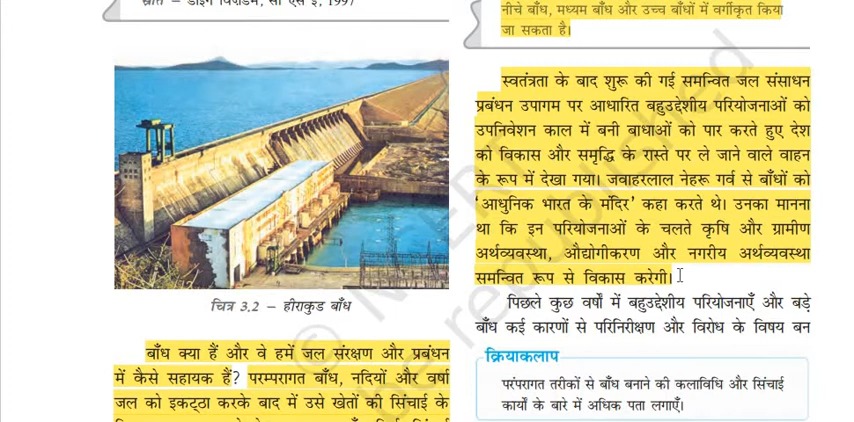 स्रोत – डाइंग विज़डम, सी एस ई, 1997
चित्र 3.2 – हीराकुड बाँध
बाँध क्या हैं और वे हमें जल संरक्षण और प्रबंधन
में कैसे सहायक हैं? परम्परागत बाँध, नदियों और वर्षा
जल को इकट्ठा करके बाद में उसे खेतों की सिंचाई के
नीचे बाँध, मध्यम बाँध और उच्च बाँधों में वर्गीकृत किया
जा सकता है।
स्वतंत्रता के बाद शुरू की गई समन्वित जल संसाधन
प्रबंधन उपागम पर आधारित बहुउद्देशीय परियोजनाओं को
उपनिवेशन काल में बनी बाधाओं को पार करते हुए देश
को विकास और समृद्धि के रास्ते पर ले जाने वाले वाहन
के रूप में देखा गया। जवाहरलाल नेहरू गर्व से बाँधों को
‘आधुनिक भारत के मंदिर’ कहा करते थे। उनका मानना
था कि इन परियोजनाओं के चलते कृषि और ग्रामीण
अर्थव्यवस्था, औद्योगीकरण और नगरीय अर्थव्यवस्था
समन्वित रूप से विकास करेगी।
पिछले कुछ वर्षों में बहुउद्देशीय परियोजनाएँ और बड़े
बाँध कई कारणों से परिनिरीक्षण और विरोध के विषय बन
क्रियाकलाप
परंपरागत तरीकों से बाँध बनाने की कलाविधि और सिंचाई
कार्यों के बारे में अधिक पता लगाएँ।